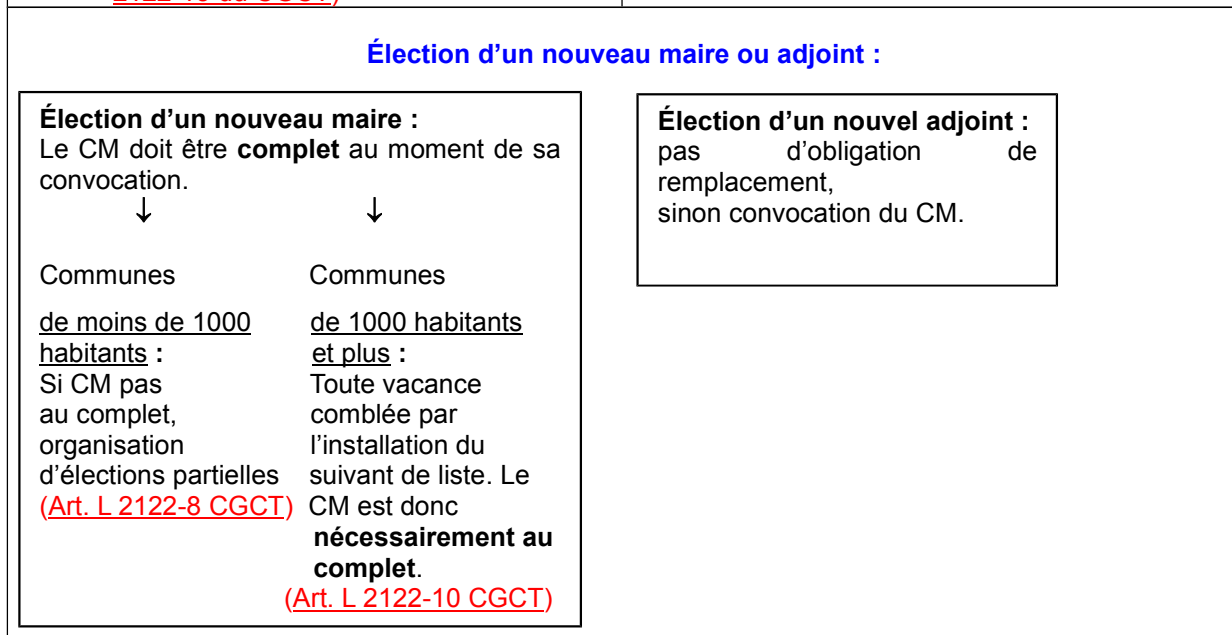 2122-10 du CGCT)
Élection d’un nouveau maire ou adjoint :
Élection d’un nouveau maire :
Le CM doit être complet au moment de sa
convocation.
↓ ↓
Communes
de moins de 1000
habitants :
Si CM pas
au complet,
organisation
d’élections partielles
(Art. L 2122-8 CGCT)
Communes
de 1000 habitants
et plus :
Toute vacance
comblée par
l’installation du
suivant de liste. Le
CM est donc
nécessairement au
complet.
(Art. L 2122-10 CGCT)
Élection d’un nouvel adjoint :
pas d’obligation de
remplacement,
sinon convocation du CM.